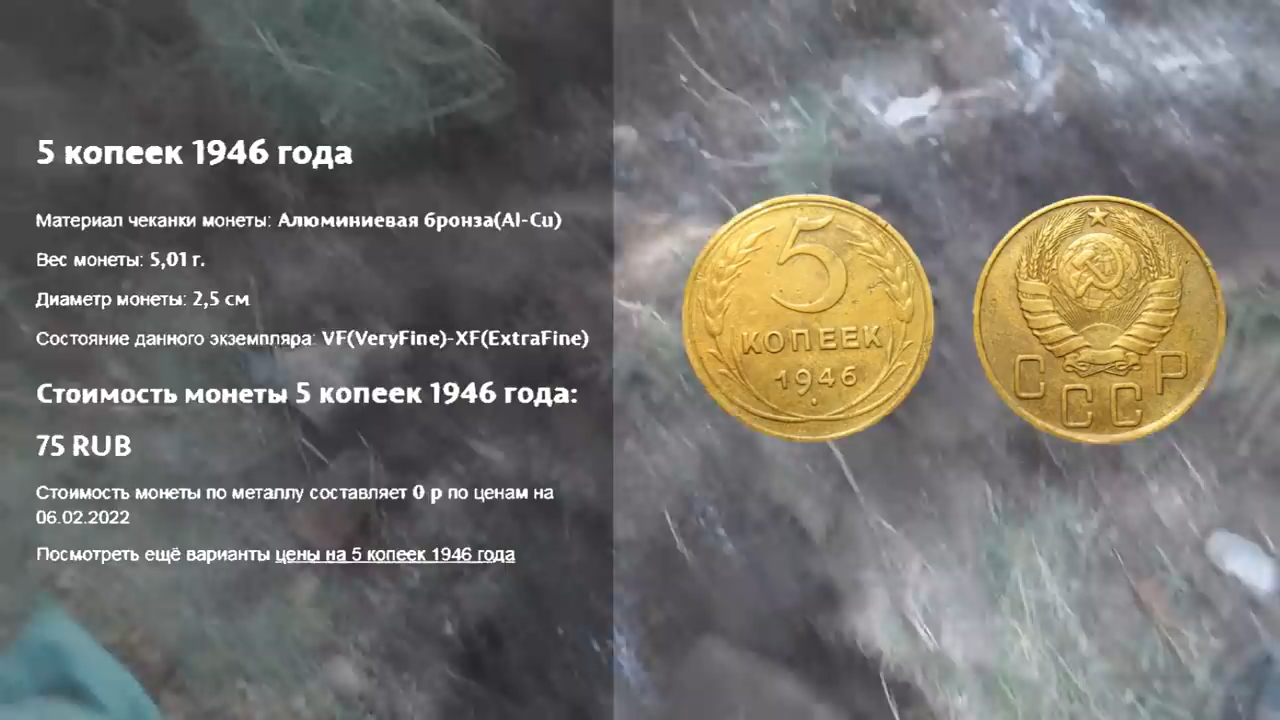 5 копеек 1946 года
Материал чеканки монеты: Алюминиевая бронза(Al-Cu)
Вес монеты: 5,01 г.
Диаметр монеты: 2,5 см
Состояние данного экземпляра: VF(VeryFine)-XF(ExtraFine)
Стоимость монеты 5 копеек 1946 года:
75 RUB
Стоимость монеты по металлу составляет 0 р по ценам на
06.02.2022
Посмотреть ещё варианты цены на 5 копеек 1946 года
5
КОПЕЕК
1946
СССР